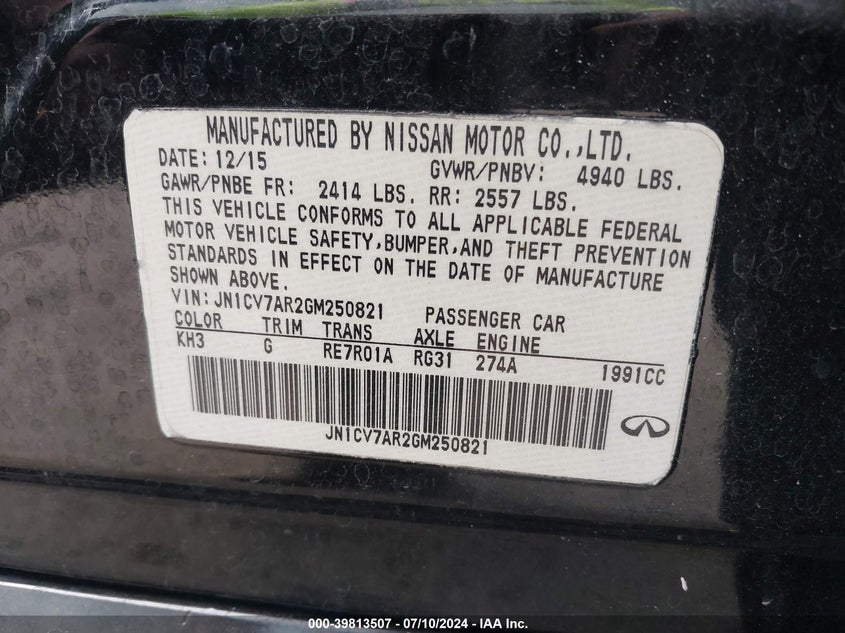 MANUFACTURED BY NISSAN MOTOR CO.,LTD.
DATE: 12/15 GVWR/PNBV: 4940 LBS.
GAWR/PNBE FR: 2414 LBS. RR: 2557 LBS.
THIS VEHICLE CONFORMS TO ALL APPLICABLE FEDERAL
MOTOR VEHICLE SAFETY,BUMPER,AND THEFT PREVENTION
STANDARDS IN EFFECT ON THE DATE OF MANUFACTURE
SHOWN ABOVE.
VIN:JN1CV7AR2GM250821 PASSENGER CAR
COLOR TRIM TRANS AXLE ENGINE
KH3 G RE7R01A RG31 274A 1991CC
JN1CV7AR2GM250821
000-39813507 - 07/10/2024 - IAA Inc.